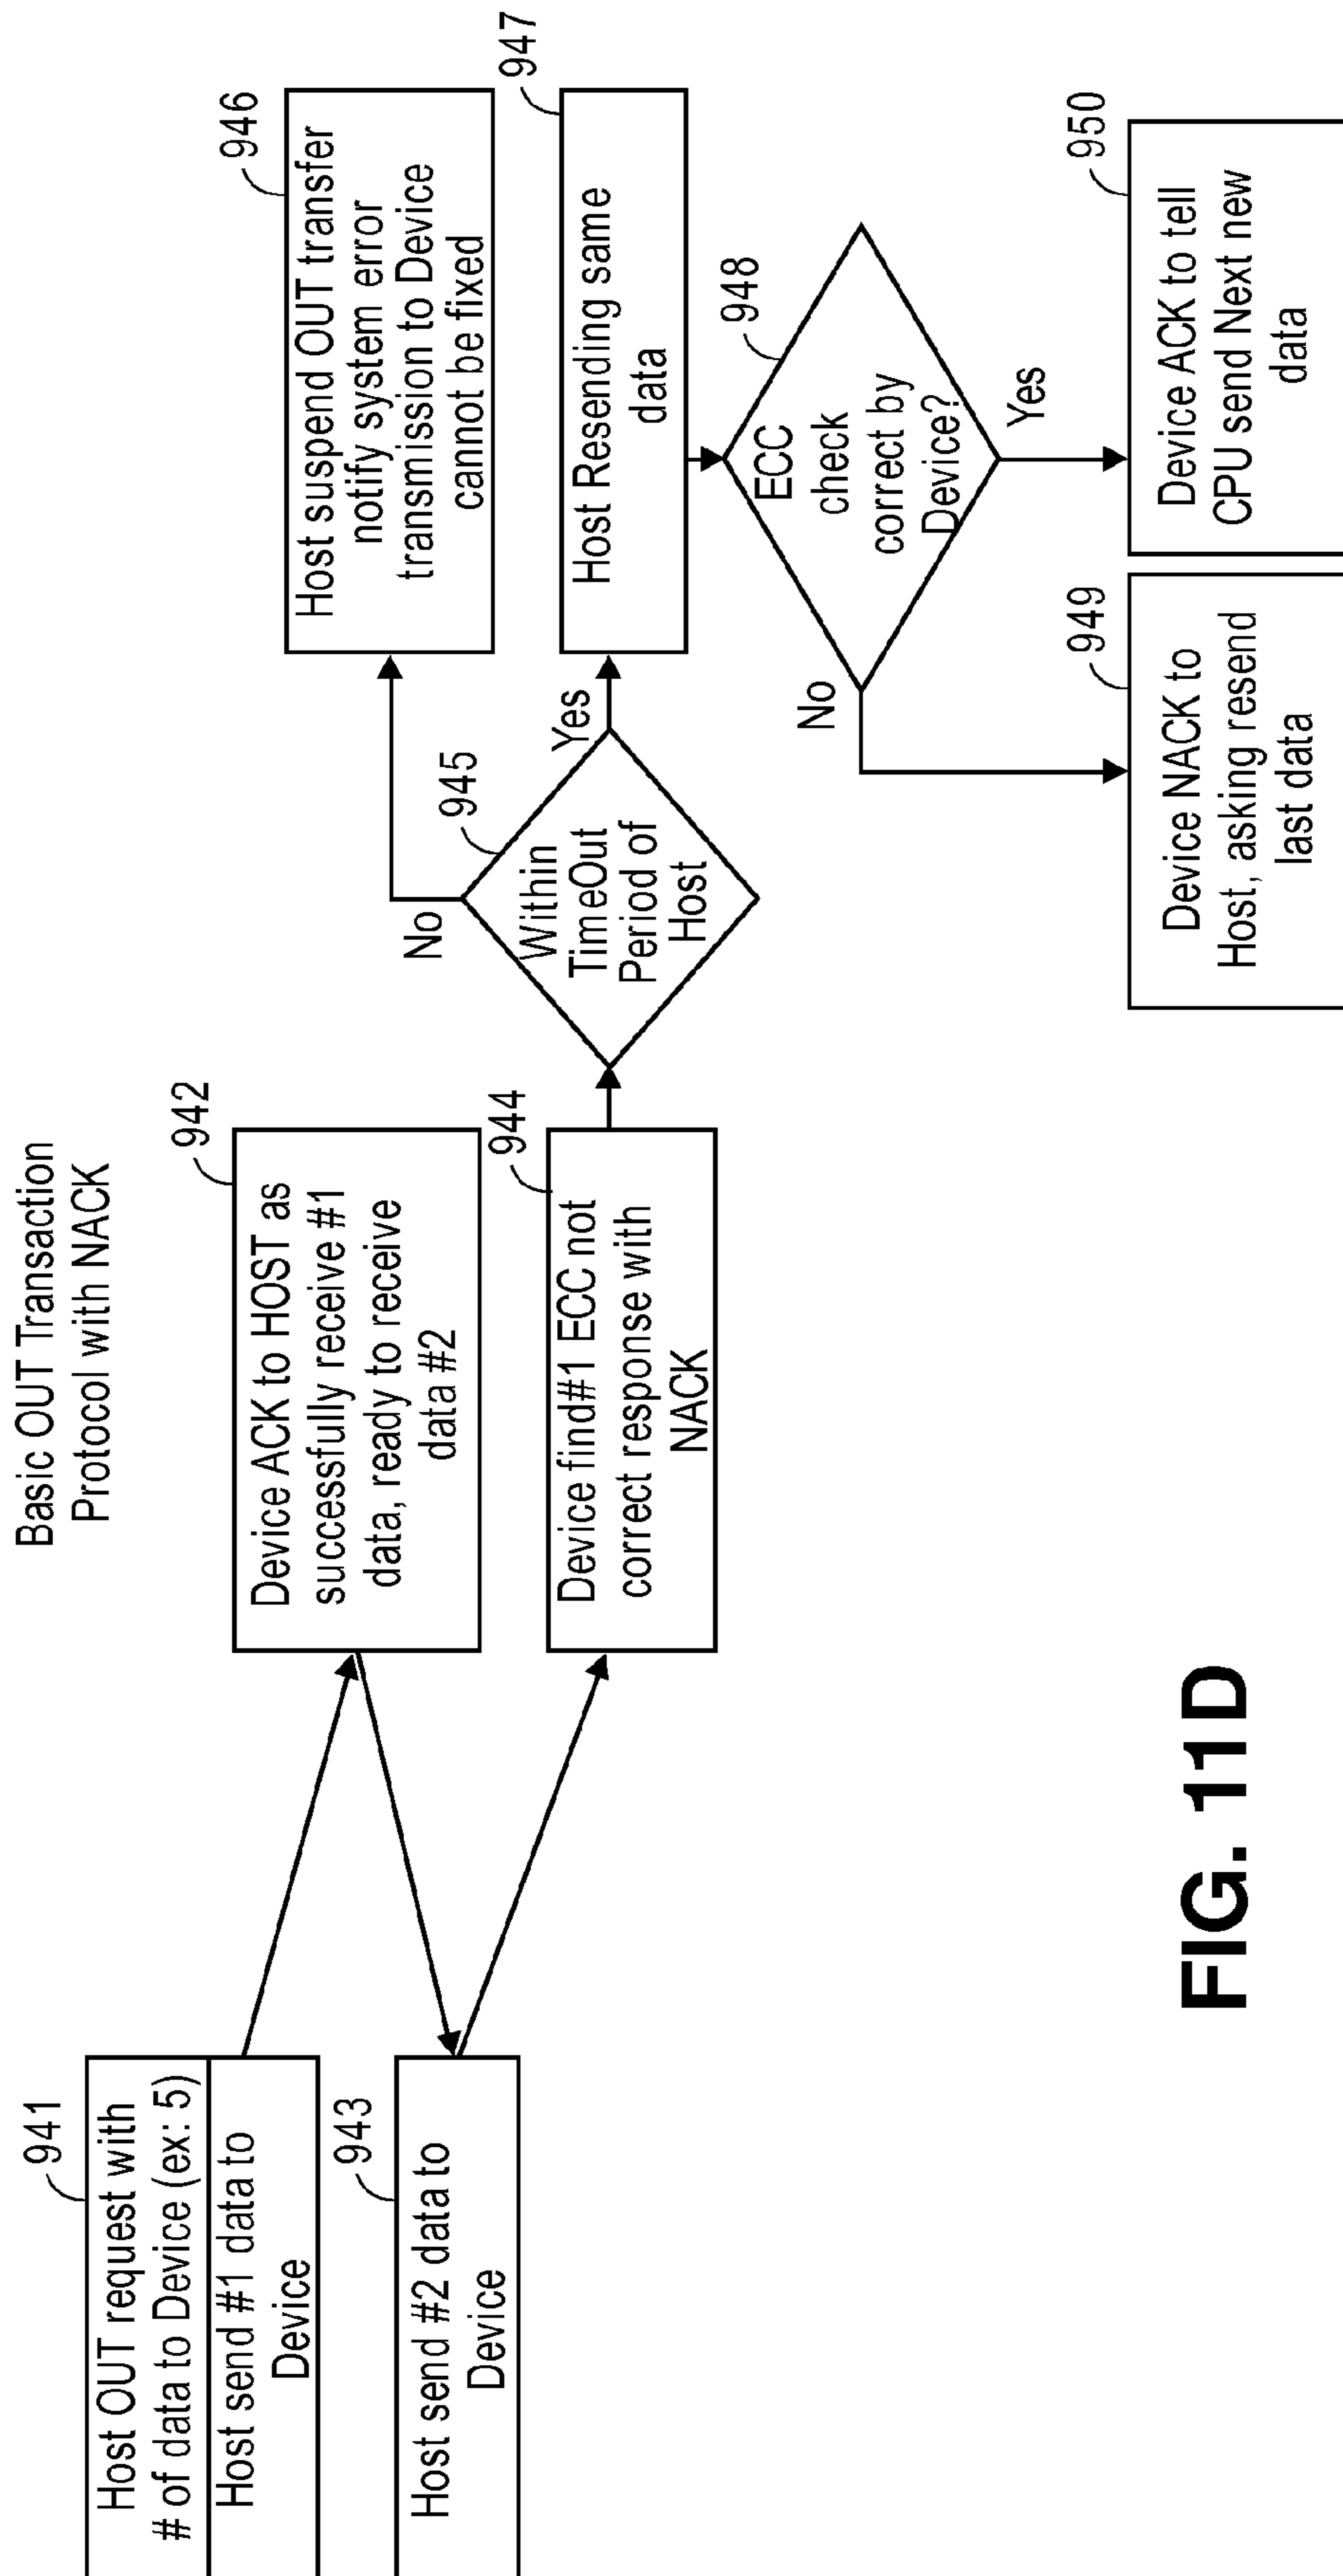 Basic OUT Transaction
Protocol with NACK
941
Host OUT request with
# of data to Device (ex: 5)
Host send #1 data to
Device
942
Device ACK to HOST as
successfully receive #1
data, ready to receive
data #2
943
Host send #2 data to
Device
944
Device find#1 ECC not
correct response with
NACK
945
Within
TimeOut
Period of
Host
No
Yes
946
Host suspend OUT transfer
notify system error
transmission to Device
cannot be fixed
947
Host Resending same
data
948
ECC
check
correct by
Device?
No
Yes
949
Device NACK to
Host, asking resend
last data
950
Device ACK to tell
CPU send Next new
data
FIG. 11D